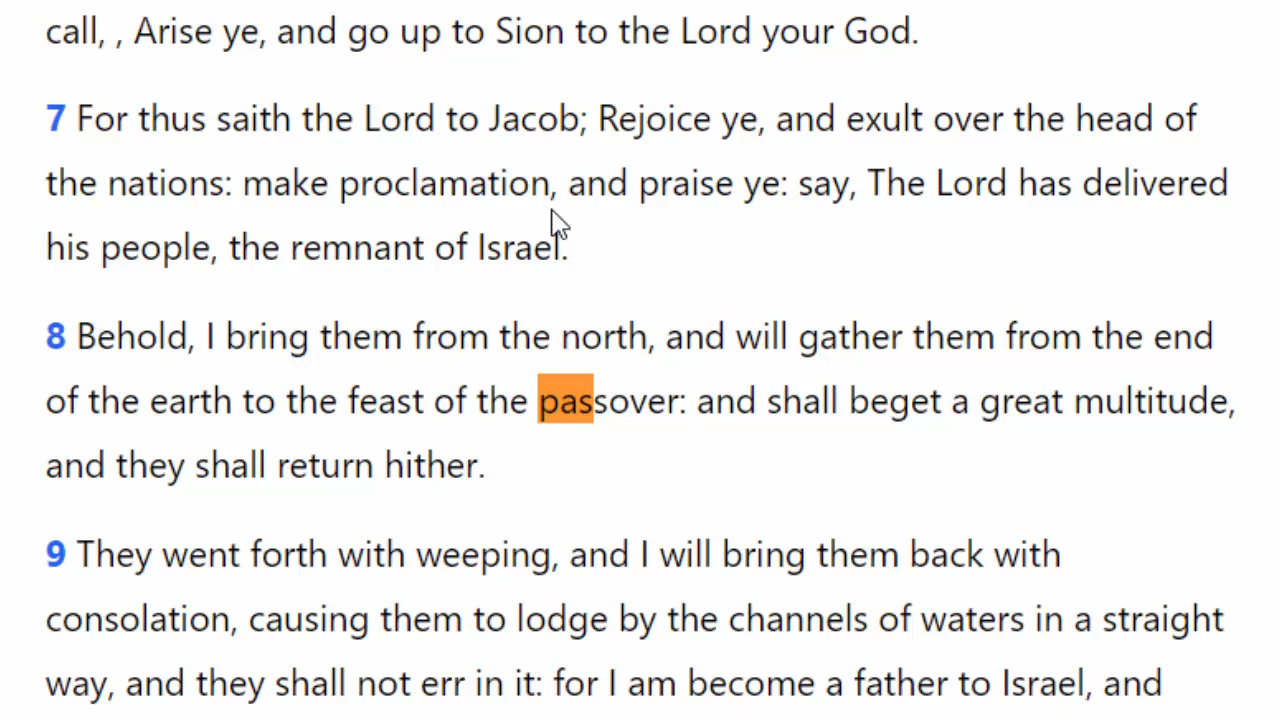 call, , Arise ye, and go up to Sion to the Lord your God.
7 For thus saith the Lord to Jacob; Rejoice ye, and exult over the head of
the nations: make proclamation, and praise ye: say, The Lord has delivered
his people, the remnant of Israel.
8 Behold, I bring them from the north, and will gather them from the end
of the earth to the feast of the passover: and shall beget a great multitude,
and they shall return hither.
9 They went forth with weeping, and I will bring them back with
consolation, causing them to lodge by the channels of waters in a straight
way, and they shall not err in it: for I am become a father to Israel, and